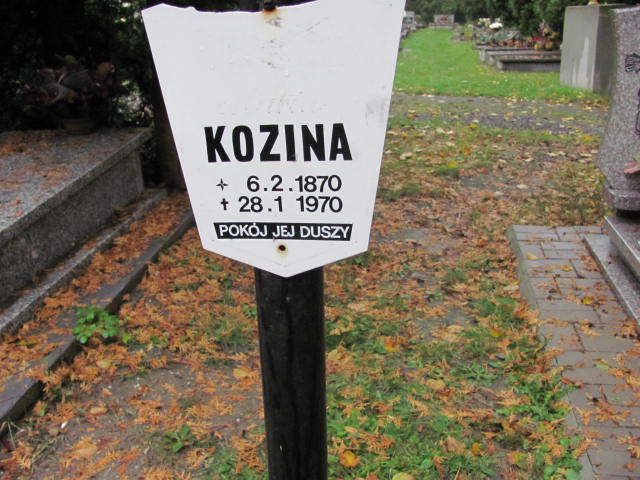 KOZINA
6.2.1870
† 28.1 1970
POKÓJ JEJ DUSZY